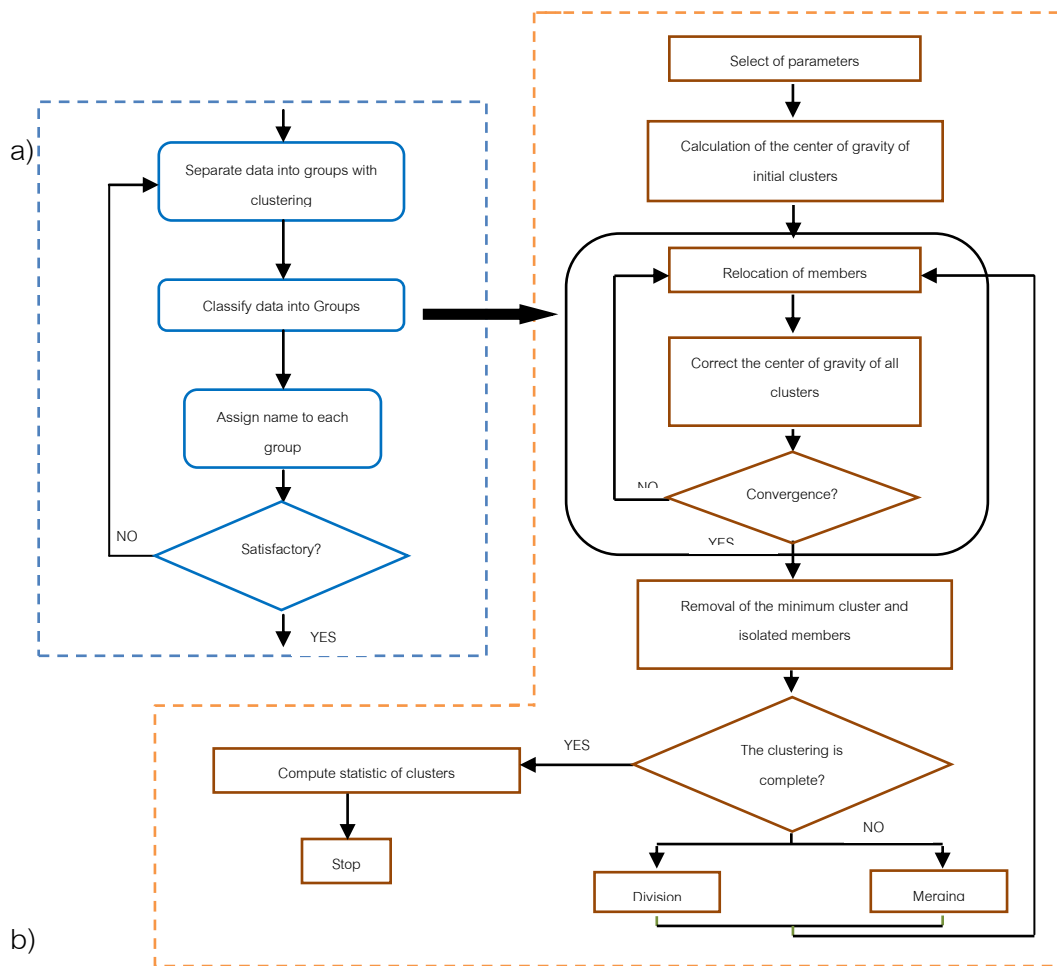 a)
Separate data into groups with
clustering
Classify data into Groups
Assign name to each
group
Satisfactory?
NO
YES
Select of parameters
Calculation of the center of gravity of
initial clusters
Relocation of members
Correct the center of gravity of all
clusters
Convergence?
NO
YES
Removal of the minimum cluster and
isolated members
The clustering is
complete?
YES
NO
Compute statistic of clusters
Stop
Division
Merging
b)